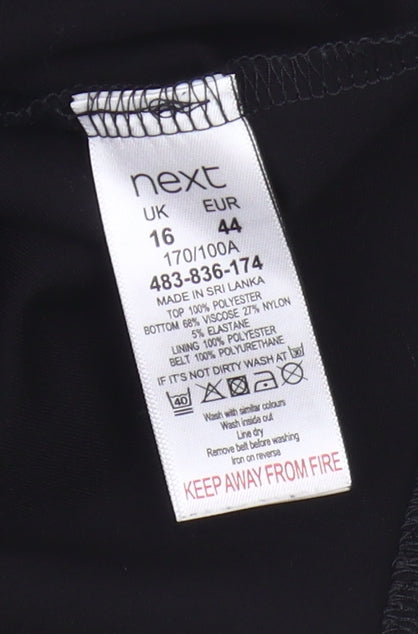 next
UK EUR
16 44
170/100A
483-836-174
MADE IN SRI LANKA
TOP 100% POLYESTER
BOTTOM 68% VISCOSE 27% NYLON
5% ELASTANE
LINING 100% POLYESTER
BELT 100% POLYURETHANE
IF IT'S NOT DIRTY WASH AT 30
40
Wash with similar colours
Wash inside out
Line dry
Remove belt before washing
Iron on reverse
KEEP AWAY FROM FIRE